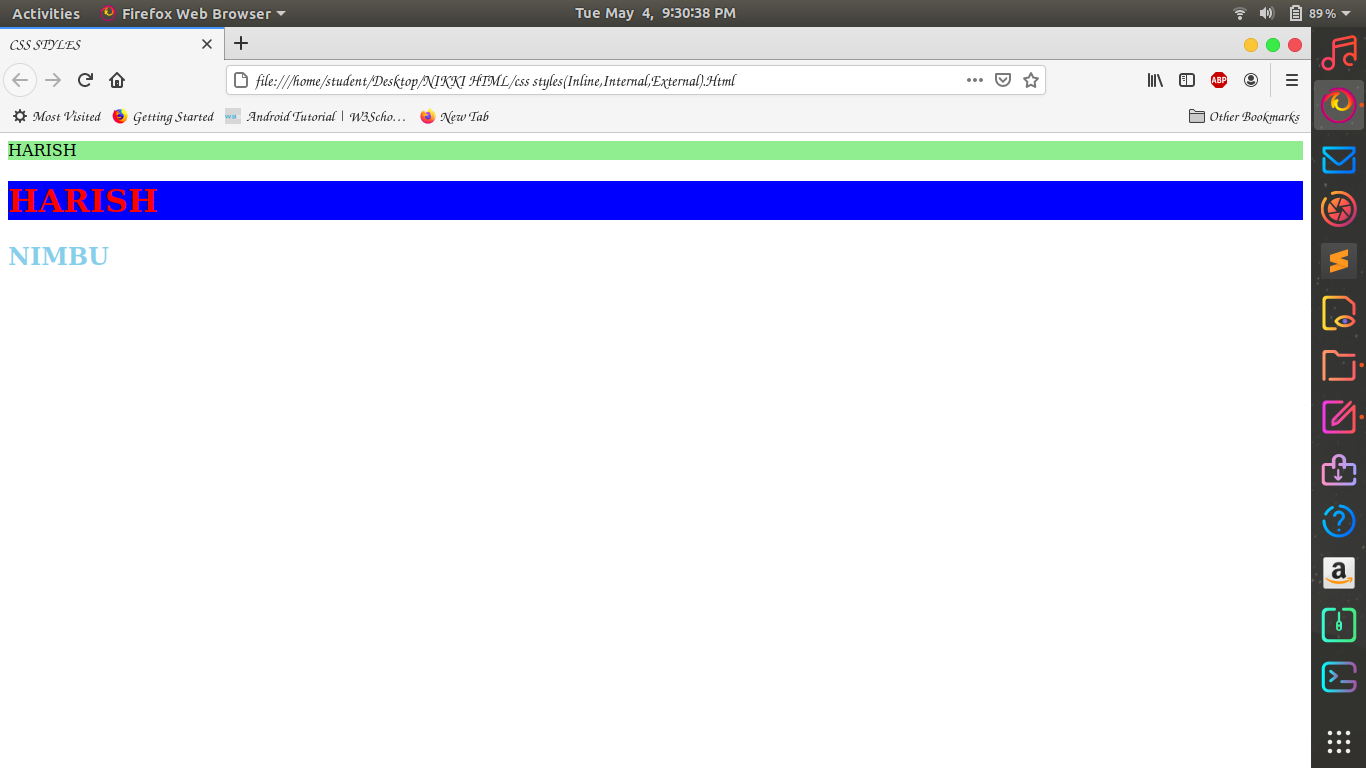 Activities Firefox Web Browser Tue May 4, 9:30:38 PM 89 %
CSS STYLES
file:///home/student/Desktop/NIKKI HTML/css styles(Inline,Internal,External).Html ABP
Most Visited Getting Started w3 Android Tutorial | W3Scho… New Tab Other Bookmarks
HARISH
HARISH
NIMBU
a